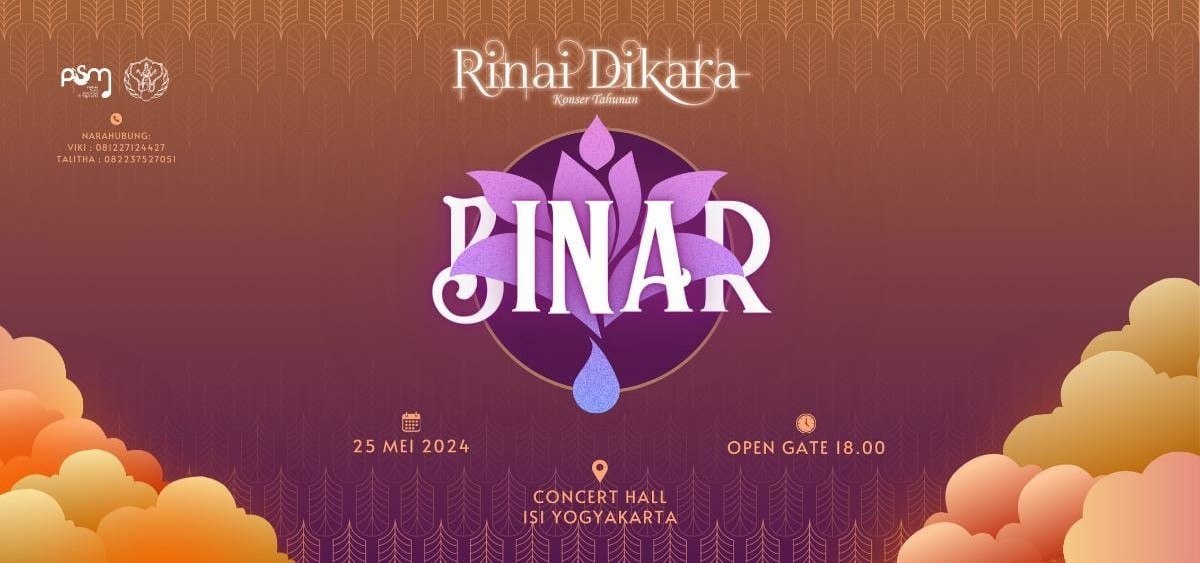 PSM
NARAHUBUNG:
VIKI : 081227124427
TALITHA : 082237527051
Rinai Dikara
Konser Tahunan
BINAR
25 MEI 2024
OPEN GATE 18.00
CONCERT HALL
ISI YOGYAKARTA